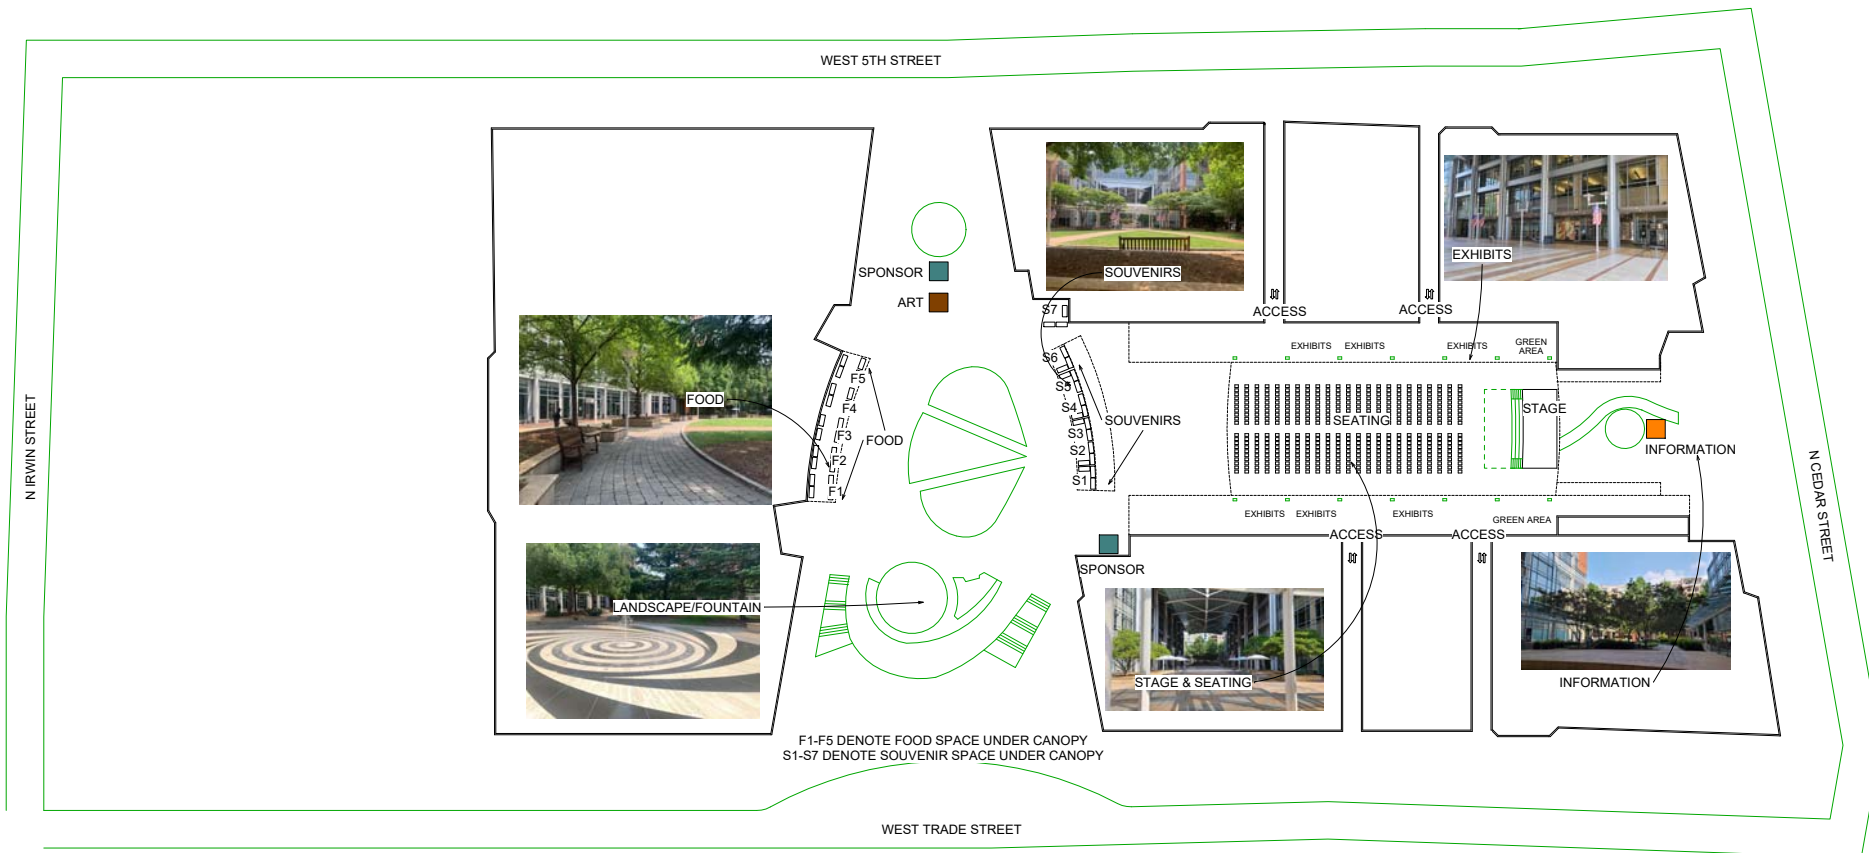 WEST 5TH STREET
N IRWIN STREET
N CEDAR STREET
SPONSOR
ART
SOUVENIRS
EXHIBITS
S7
ACCESS
ACCESS
EXHIBITS
EXHIBITS
EXHIBITS
GREEN
AREA
S6
S5
S4
S3
S2
S1
SOUVENIRS
FOOD
F5
F4
F3
F2
F1
FOOD
SEATING
STAGE
INFORMATION
EXHIBITS
EXHIBITS
EXHIBITS
GREEN AREA
ACCESS
ACCESS
SPONSOR
LANDSCAPE/FOUNTAIN
STAGE & SEATING
INFORMATION
F1-F5 DENOTE FOOD SPACE UNDER CANOPY
S1-S7 DENOTE SOUVENIR SPACE UNDER CANOPY
WEST TRADE STREET